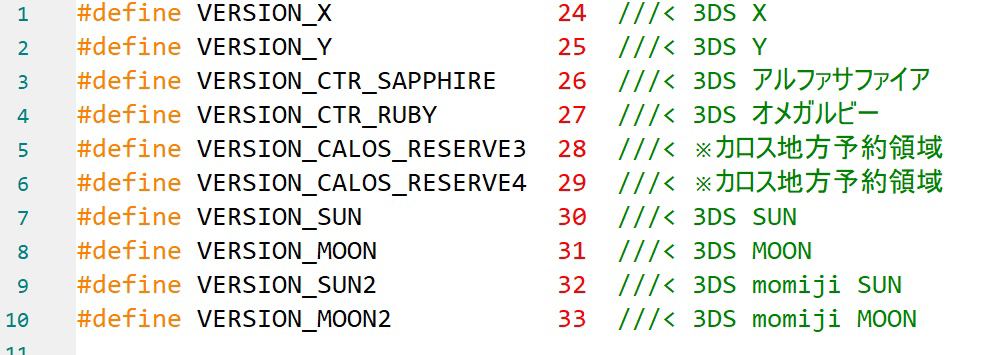 1 #define VERSION_X 24 ///< 3DS X
2 #define VERSION_Y 25 ///< 3DS Y
3 #define VERSION_CTR_SAPPHIRE 26 ///< 3DS アルファサファイア
4 #define VERSION_CTR_RUBY 27 ///< 3DS オメガルビー
5 #define VERSION_CALOS_RESERVE3 28 ///< ※カロス地方予約領域
6 #define VERSION_CALOS_RESERVE4 29 ///< ※カロス地方予約領域
7 #define VERSION_SUN 30 ///< 3DS SUN
8 #define VERSION_MOON 31 ///< 3DS MOON
9 #define VERSION_SUN2 32 ///< 3DS momiji SUN
10 #define VERSION_MOON2 33 ///< 3DS momiji MOON
11